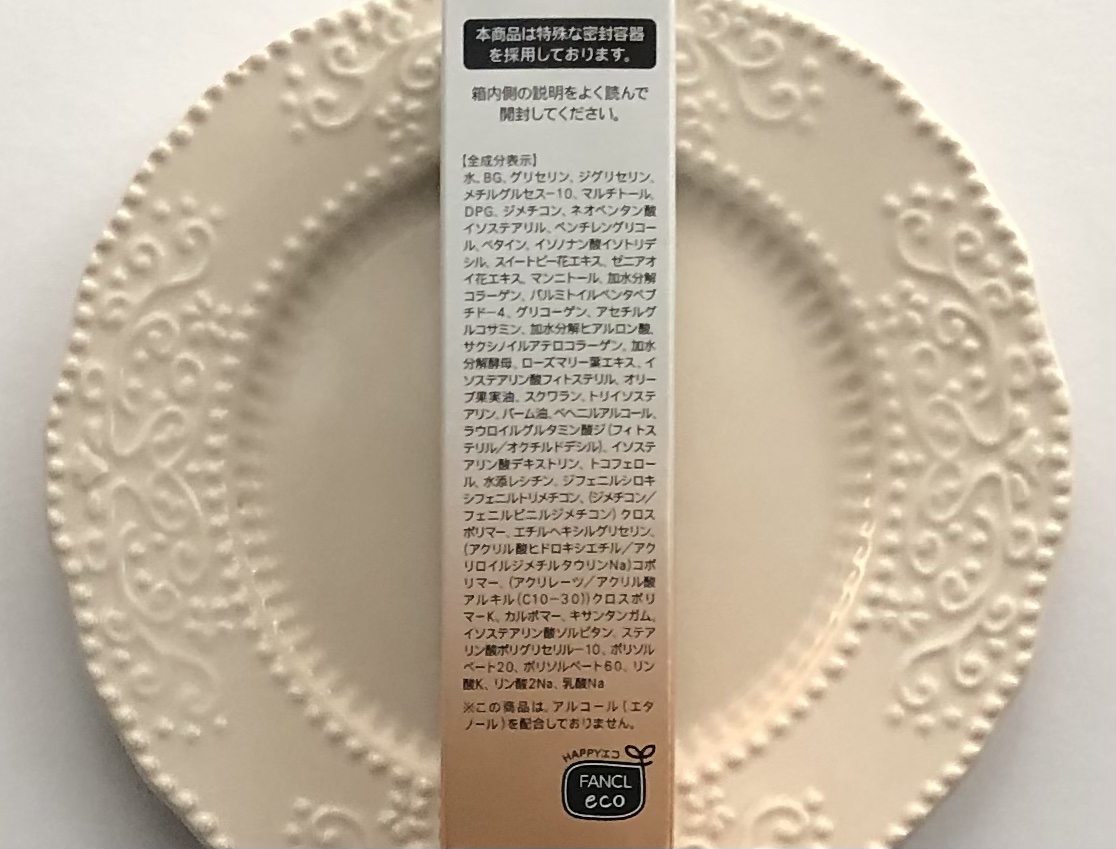 本商品は特殊な密封容器
を採用しております。
箱内側の説明をよく読んで
開封してください。
【全成分表示】
水、BG、グリセリン、ジグリセリン、
メチルグルセス-10、マルチトール、
DPG、ジメチコン、ネオペンタン酸
イソステアリル、ペンチレングリコー
ル、ベタイン、イソノナン酸イソトリデ
シル、スイートピー花エキス、ゼニアオ
イ花エキス、マンニトール、加水分解
コラーゲン、パルミトイルペンタペプ
チド-4、グリコーゲン、アセチルグ
ルコサミン、加水分解ヒアルロン酸、
サクシノイルアテロコラーゲン、加水
分解酵母、ローズマリー葉エキス、イ
ソステアリン酸フィトステリル、オリー
ブ果実油、スクワラン、トリイソステ
アリン、パーム油、ベヘニルアルコール、
ラウロイルグルタミン酸ジ(フィトス
テリル/オクチルドデシル)、イソステ
アリン酸デキストリン、トコフェロー
ル、水添レシチン、ジフェニルシロキ
シフェニルトリメチコン、(ジメチコン/
フェニルビニルジメチコン)クロス
ポリマー、エチルヘキシルグリセリン、
(アクリル酸ヒドロキシエチル/アク
リロイルジメチルタウリンNa)コポ
リマー、(アクリレーツ/アクリル酸
アルキル(C10-30))クロスポリ
マーK、カルボマー、キサンタンガム、
イソステアリン酸ソルビタン、ステア
リン酸ポリグリセリル-10、ポリソル
ベート20、ポリソルベート60、リン
酸K、リン酸2Na、乳酸Na
※この商品は、アルコール(エタ
ノール)を配合しておりません。
HAPPYエコ
FANCL
eco